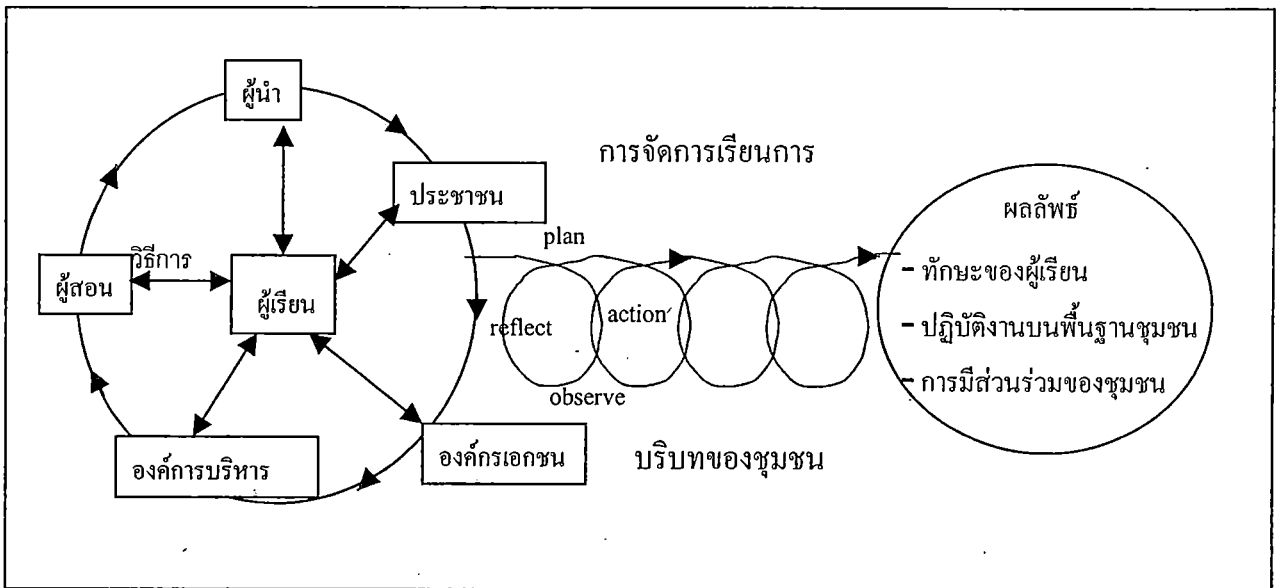 ผู้นำ
การจัดการเรียนการ
ประชาชน
ผลลัพธ์
plan
วิธีการ
ผู้สอน
ผู้เรียน
- ทักษะของผู้เรียน
reflect
action
- ปฏิบัติงานบนพื้นฐานชุมชน
- การมีส่วนร่วมของชุมชน
observe
องค์การบริหาร
องค์กรเอกชน
บริบทของชุมชน